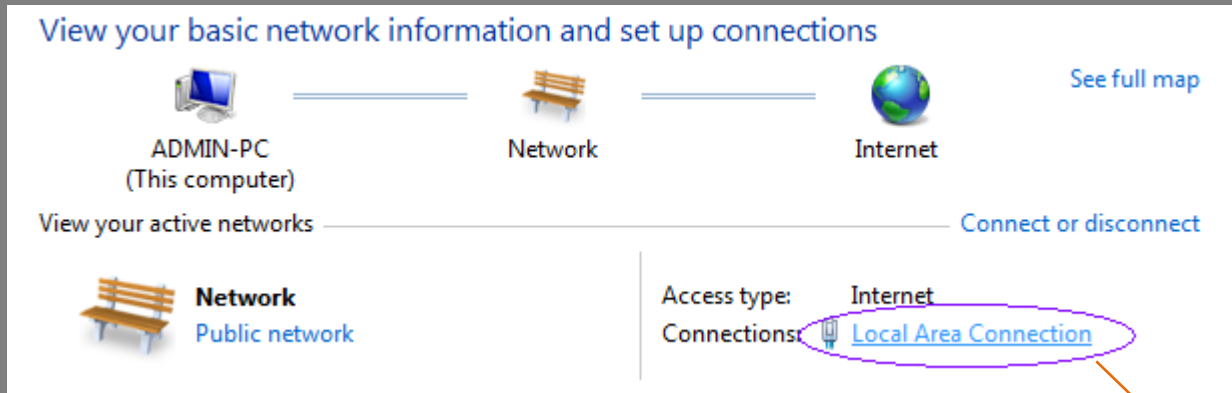 View your basic network information and set up connections
See full map
ADMIN-PC
(This computer)
Network
Internet
View your active networks
Connect or disconnect
Network
Public network
Access type: Internet
Connections: Local Area Connection